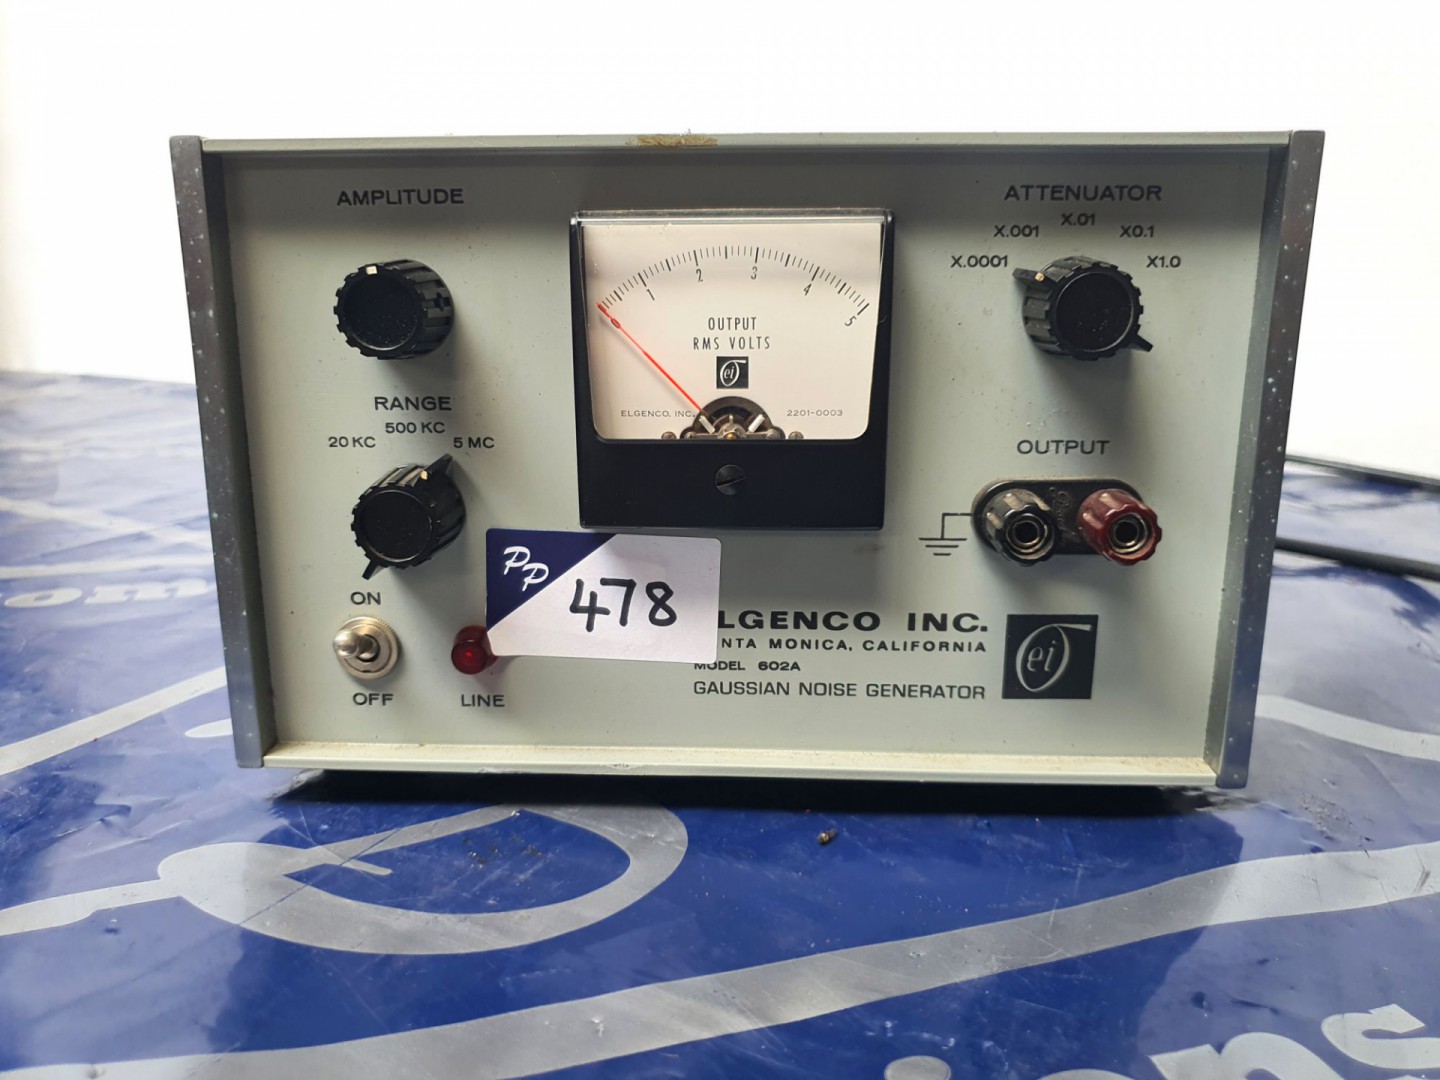 AMPLITUDE
ATTENUATOR
X.0001 X.001 X.01 X0.1 X1.0
0 1 2 3 4 5
OUTPUT
RMS VOLTS
ei
ELGENCO, INC. 2201-0003
RANGE
20 KC 500 KC 5 MC
OUTPUT
ON
OFF
LINE
PP
478
LGENCO INC.
NTA MONICA, CALIFORNIA
MODEL 602A
GAUSSIAN NOISE GENERATOR
ei